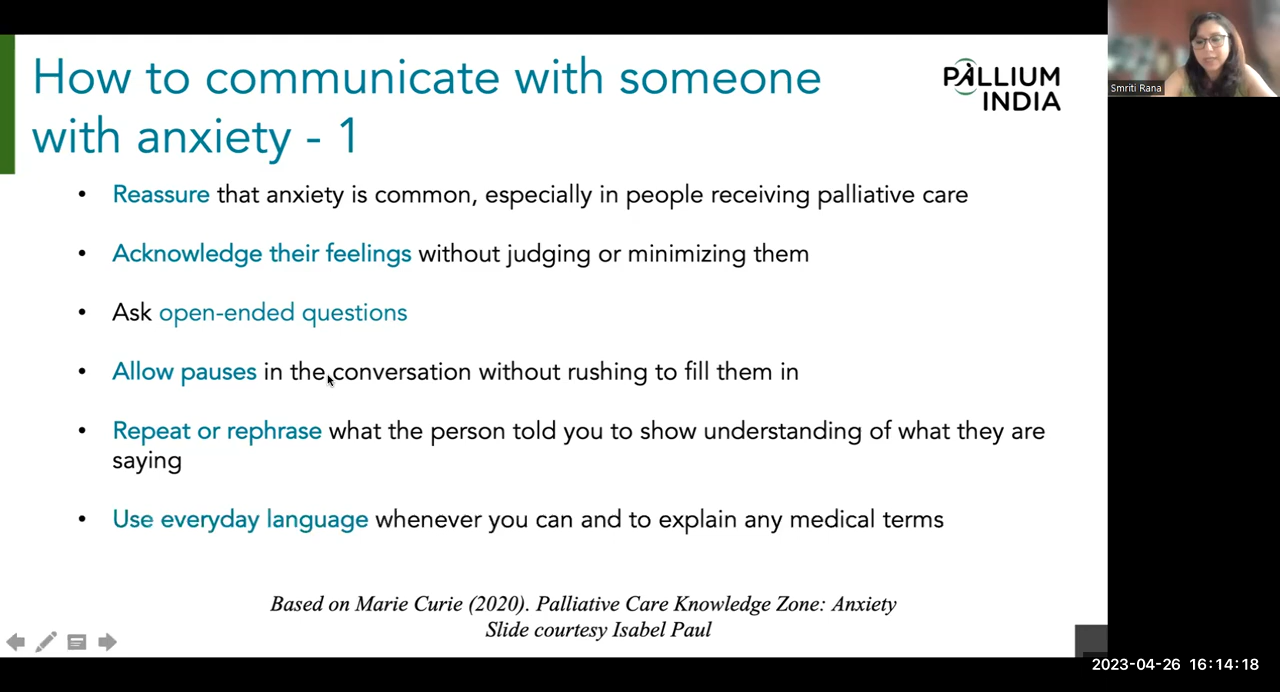 How to communicate with someone
with anxiety - 1
PALLIUM
INDIA
Smriti Rana
• Reassure that anxiety is common, especially in people receiving palliative care
• Acknowledge their feelings without judging or minimizing them
• Ask open-ended questions
• Allow pauses in the conversation without rushing to fill them in
• Repeat or rephrase what the person told you to show understanding of what they are
saying
• Use everyday language whenever you can and to explain any medical terms
Based on Marie Curie (2020). Palliative Care Knowledge Zone: Anxiety
Slide courtesy Isabel Paul
2023-04-26 16:14:18